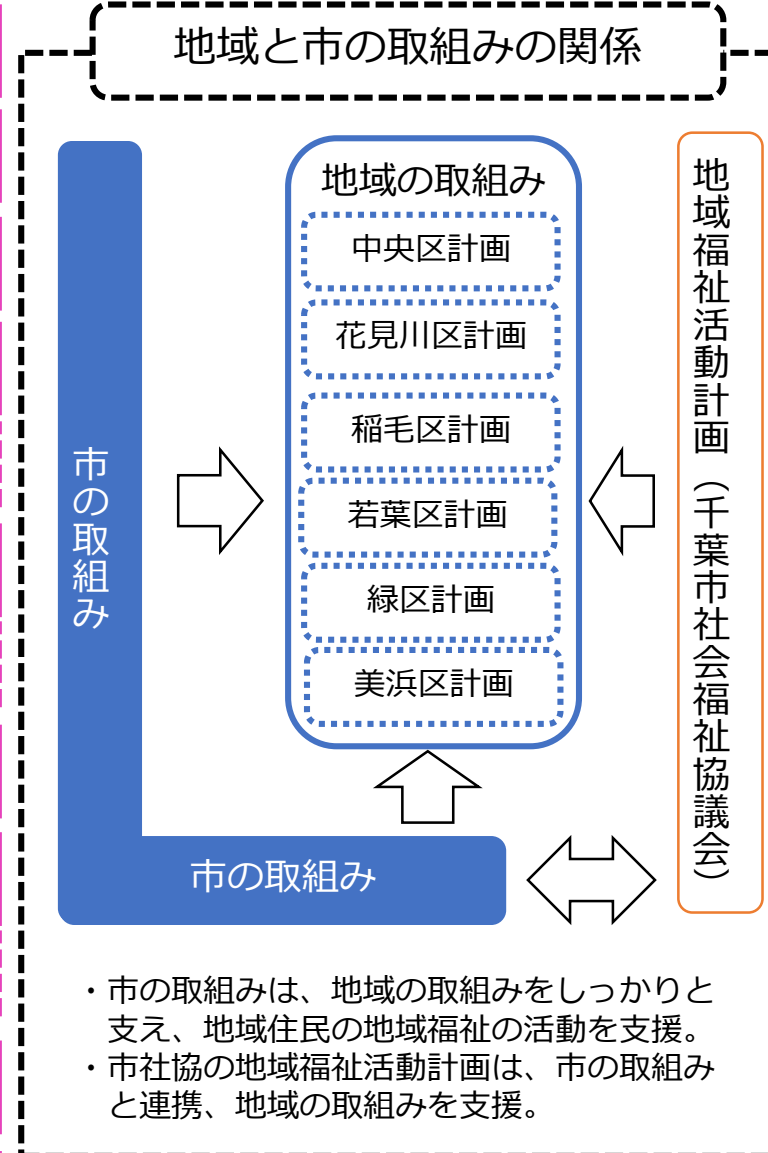 地域と市の取組みの関係
市の取組み
地域の取組み
中央区計画
花見川区計画
稲毛区計画
若葉区計画
緑区計画
美浜区計画
地域福祉活動計画（千葉市社会福祉協議会）
市の取組み
・市の取組みは、地域の取組みをしっかりと
支え、地域住民の地域福祉の活動を支援。
・市社協の地域福祉活動計画は、市の取組み
と連携、地域の取組みを支援。